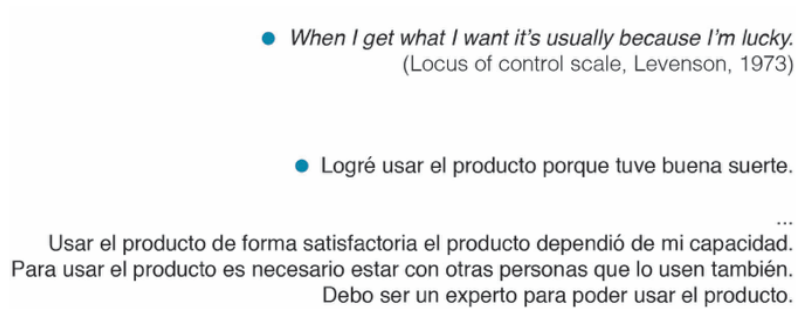 ● When I get what I want it's usually because I'm lucky.
(Locus of control scale, Levenson, 1973)
● Logré usar el producto porque tuve buena suerte.
...
Usar el producto de forma satisfactoria el producto dependió de mi capacidad.
Para usar el producto es necesario estar con otras personas que lo usen también.
Debo ser un experto para poder usar el producto.